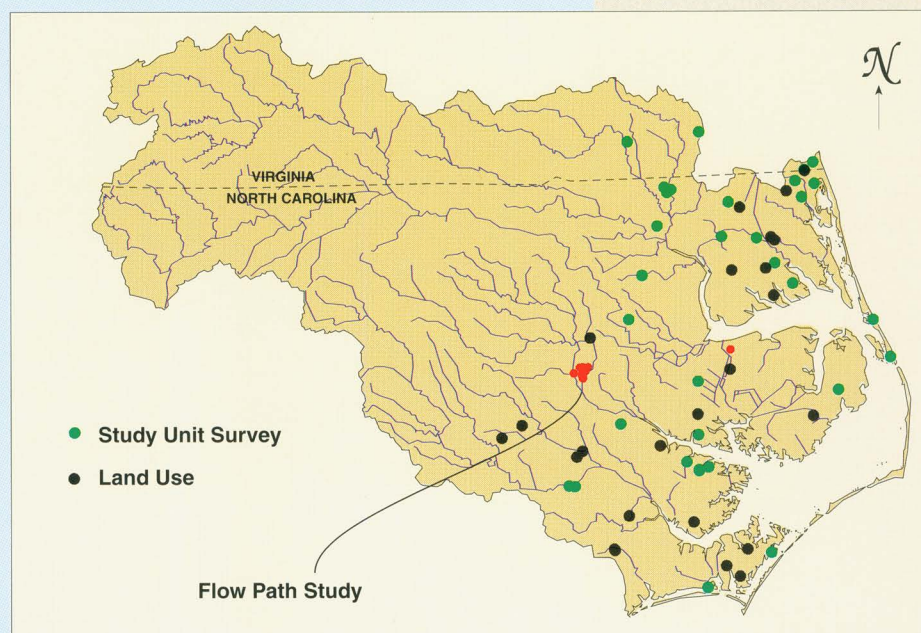 N
VIRGINIA
NORTH CAROLINA
Study Unit Survey
Land Use
Flow Path Study